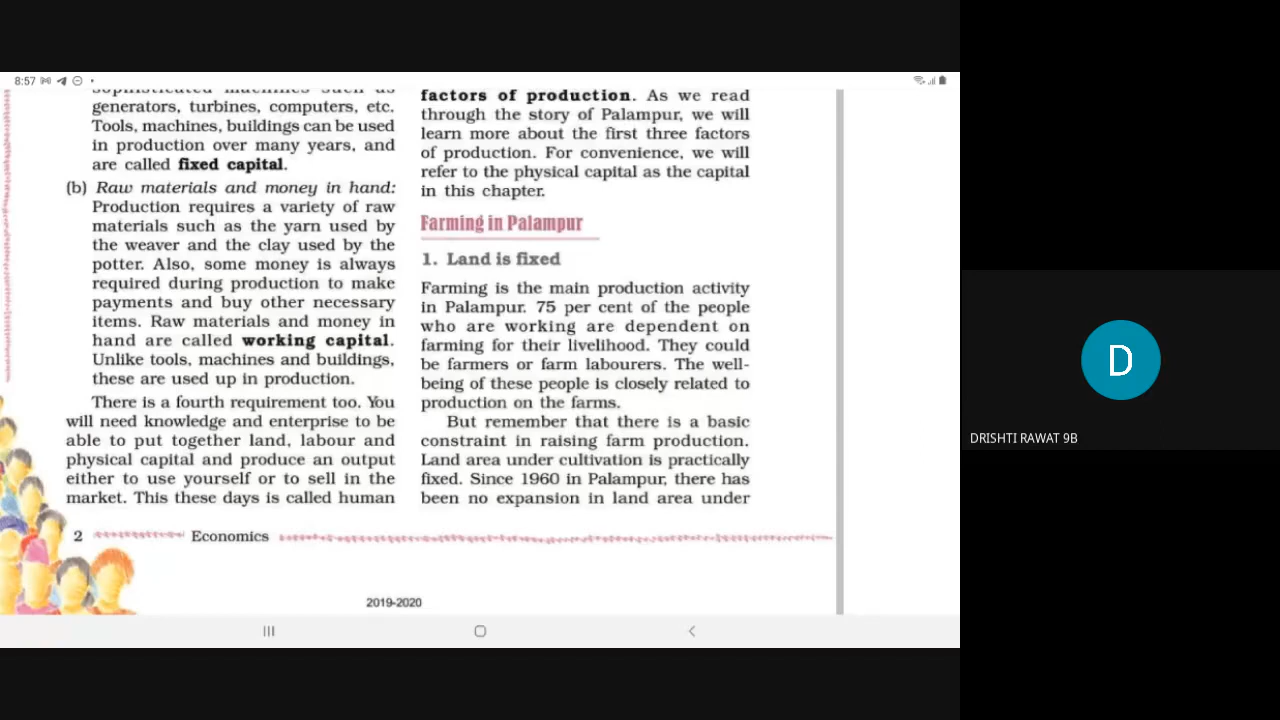 8:57
sophisticated machines such as
generators, turbines, computers, etc.
Tools, machines, buildings can be used
in production over many years, and
are called fixed capital.
(b) Raw materials and money in hand:
Production requires a variety of raw
materials such as the yarn used by
the weaver and the clay used by the
potter. Also, some money is always
required during production to make
payments and buy other necessary
items. Raw materials and money in
hand are called working capital.
Unlike tools, machines and buildings,
these are used up in production.
There is a fourth requirement too. You
will need knowledge and enterprise to be
able to put together land, labour and
physical capital and produce an output
either to use yourself or to sell in the
market. This these days is called human
factors of production. As we read
through the story of Palampur, we will
learn more about the first three factors
of production. For convenience, we will
refer to the physical capital as the capital
in this chapter.
Farming in Palampur
1. Land is fixed
Farming is the main production activity
in Palampur. 75 per cent of the people
who are working are dependent on
farming for their livelihood. They could
be farmers or farm labourers. The well-
being of these people is closely related to
production on the farms.
But remember that there is a basic
constraint in raising farm production.
Land area under cultivation is practically
fixed. Since 1960 in Palampur, there has
been no expansion in land area under
2 Economics
2019-2020
D
DRISHTI RAWAT 9B